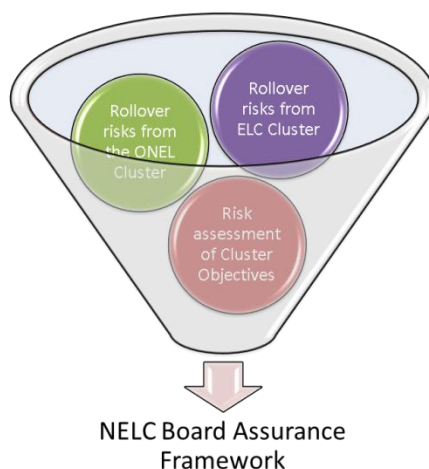 Rollover
risks from
the ONEL
Cluster
Rollover
risks from
ELC Cluster
Risk
assessment
of Cluster
Objectives
NELC Board Assurance
Framework